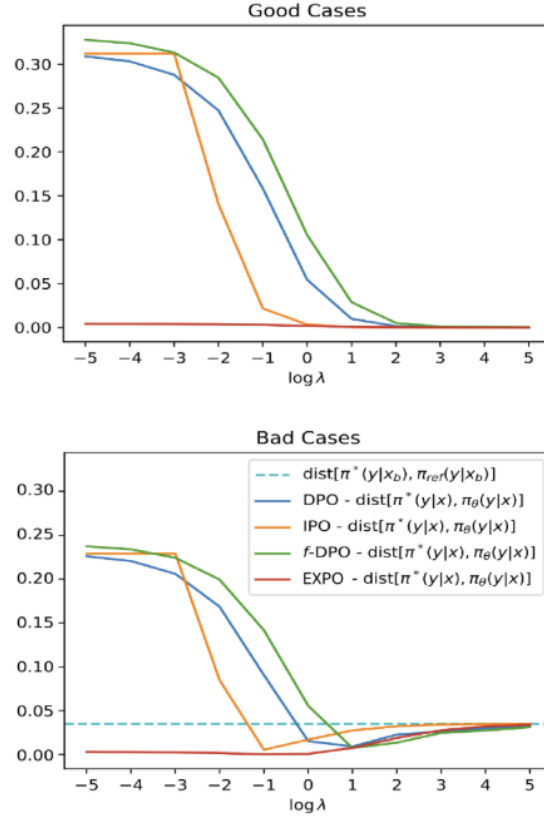 Good Cases
0.30
0.25
0.20
0.15
0.10
0.05
0.00
−5 −4 −3 −2 −1 0 1 2 3 4 5
log λ
Bad Cases
dist[π*(y|x_b), π_ref(y|x_b)]
DPO - dist[π*(y|x), π_θ(y|x)]
IPO - dist[π*(y|x), π_θ(y|x)]
f-DPO - dist[π*(y|x), π_θ(y|x)]
EXPO - dist[π*(y|x), π_θ(y|x)]
0.30
0.25
0.20
0.15
0.10
0.05
0.00
−5 −4 −3 −2 −1 0 1 2 3 4 5
log λ